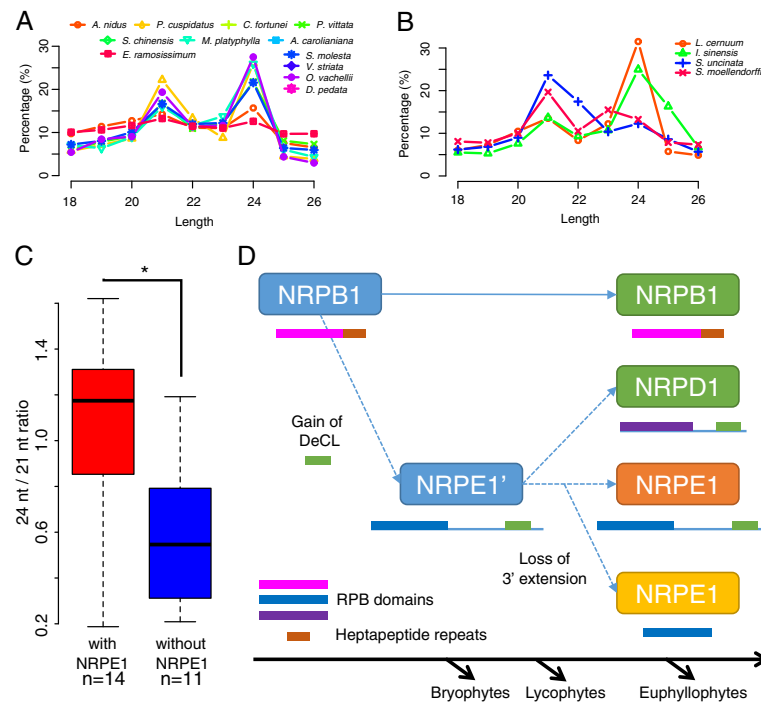 A
A. nidus
P. cuspidatus
C. fortunei
P. vittata
S. chinensis
M. platyphylla
A. carolianiana
E. ramosissimum
S. molesta
V. striata
O. vachellii
D. pedata
Percentage (%)
0 10 20 30
18 20 22 24 26
Length
B
L. cernuum
I. sinensis
S. uncinata
S. moellendorffii
Percentage (%)
0 10 20 30
18 20 22 24 26
Length
C
*
24 nt / 21 nt ratio
0.2 0.6 1.0 1.4
with
NRPE1
n=14
without
NRPE1
n=11
D
NRPB1
NRPB1
NRPD1
Gain of
DeCL
NRPE1'
NRPE1
Loss of
3' extension
NRPE1
RPB domains
Heptapeptide repeats
Bryophytes
Lycophytes
Euphyllophytes